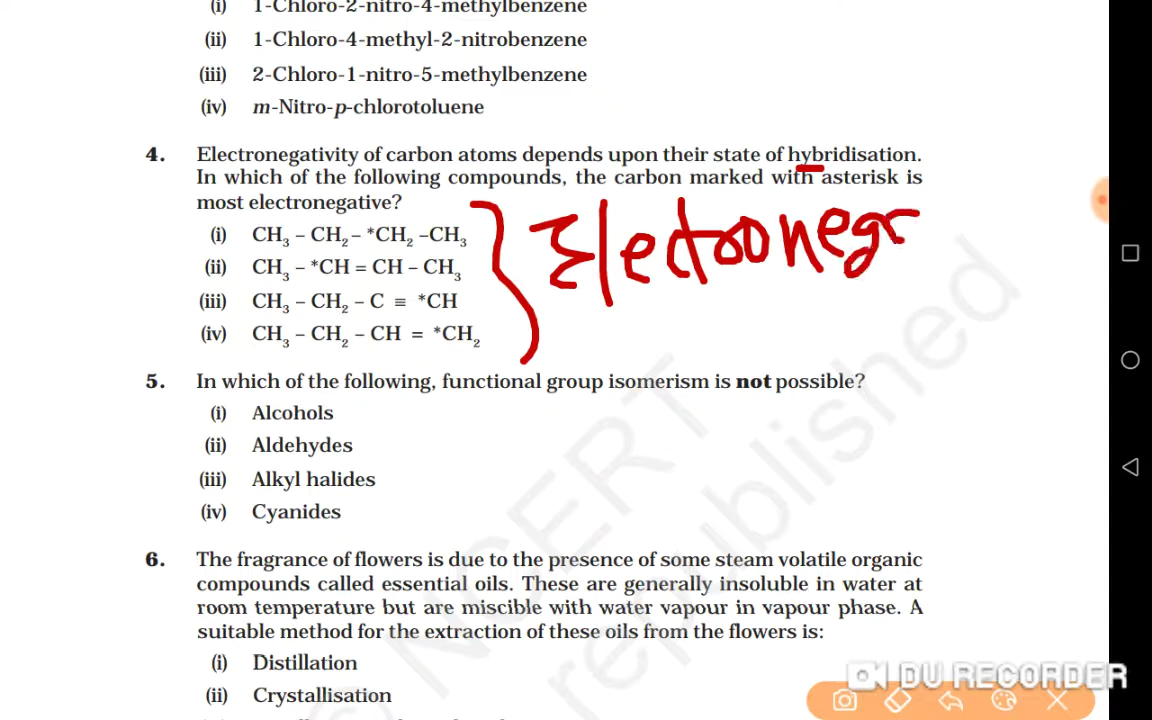 (i) 1-Chloro-2-nitro-4-methylbenzene
(ii) 1-Chloro-4-methyl-2-nitrobenzene
(iii) 2-Chloro-1-nitro-5-methylbenzene
(iv) m-Nitro-p-chlorotoluene
4. Electronegativity of carbon atoms depends upon their state of hybridisation.
In which of the following compounds, the carbon marked with asterisk is
most electronegative?
(i) CH₃ – CH₂ – *CH₂ –CH₃
(ii) CH₃ – *CH = CH – CH₃
(iii) CH₃ – CH₂ – C ≡ *CH
(iv) CH₃ – CH₂ – CH = *CH₂
Electronegr
5. In which of the following, functional group isomerism is not possible?
(i) Alcohols
(ii) Aldehydes
(iii) Alkyl halides
(iv) Cyanides
6. The fragrance of flowers is due to the presence of some steam volatile organic
compounds called essential oils. These are generally insoluble in water at
room temperature but are miscible with water vapour in vapour phase. A
suitable method for the extraction of these oils from the flowers is:
(i) Distillation
(ii) Crystallisation
NCERT
republished
DU RECORDER